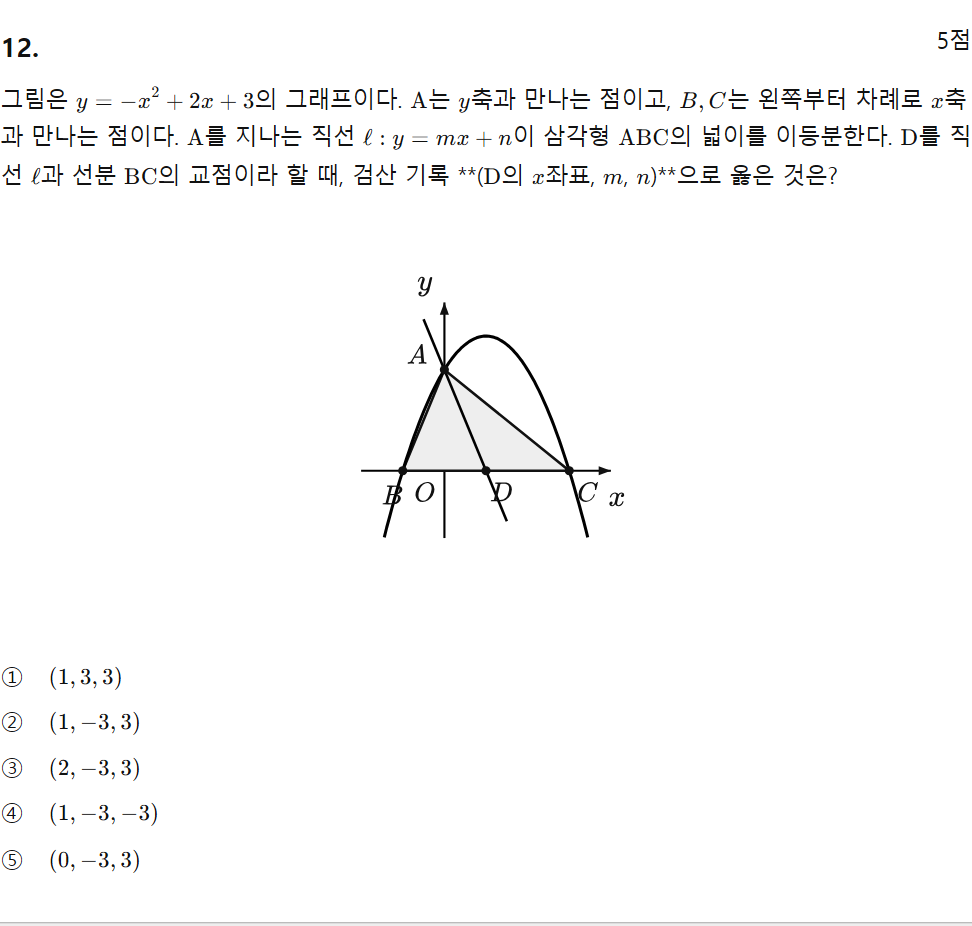 12.
5점
그림은 y = −x² + 2x + 3의 그래프이다. A는 y축과 만나는 점이고, B, C는 왼쪽부터 차례로 x축
과 만나는 점이다. A를 지나는 직선 ℓ : y = mx + n이 삼각형 ABC의 넓이를 이등분한다. D를 직
선 ℓ과 선분 BC의 교점이라 할 때, 검산 기록 **(D의 x좌표, m, n)**으로 옳은 것은?
y
A
B O D C x
① (1, 3, 3)
② (1, −3, 3)
③ (2, −3, 3)
④ (1, −3, −3)
⑤ (0, −3, 3)